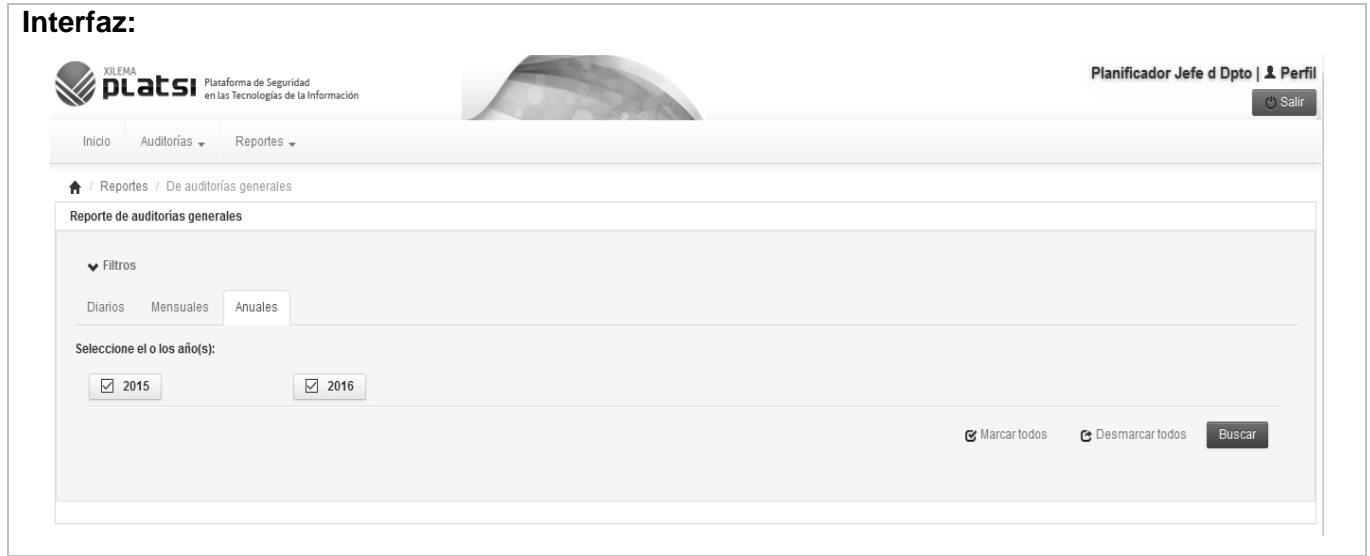 Interfaz:
XILEMA
PLatSI
Plataforma de Seguridad
en las Tecnologías de la Información
Planificador Jefe d Dpto | Perfil
Salir
Inicio Auditorías Reportes
/ Reportes / De auditorías generales
Reporte de auditorías generales
Filtros
Diarios Mensuales Anuales
Seleccione el o los año(s):
2015 2016
Marcar todos Desmarcar todos Buscar